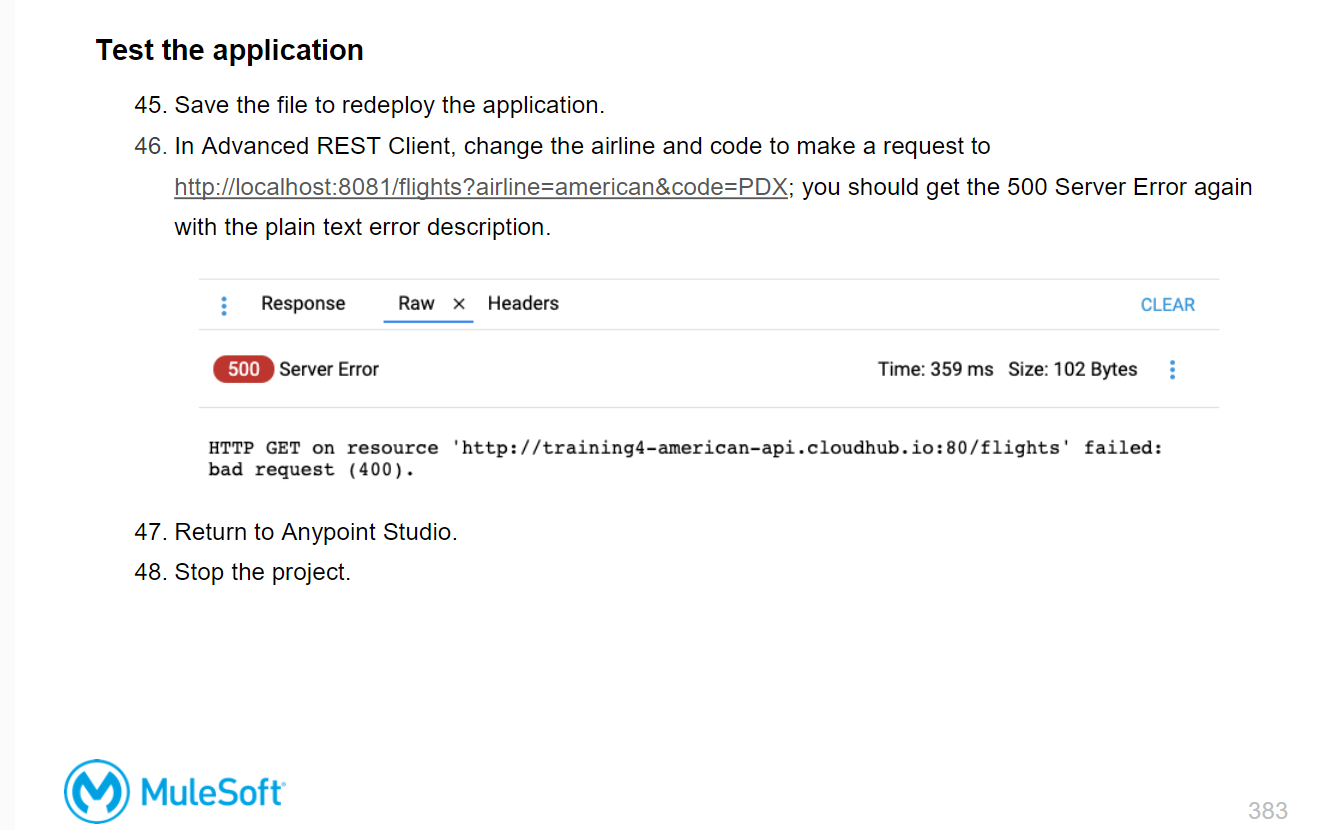 Test the application
45. Save the file to redeploy the application.
46. In Advanced REST Client, change the airline and code to make a request to
http://localhost:8081/flights?airline=american&code=PDX; you should get the 500 Server Error again
with the plain text error description.
Response Raw × Headers CLEAR
500 Server Error Time: 359 ms Size: 102 Bytes
HTTP GET on resource 'http://training4-american-api.cloudhub.io:80/flights' failed:
bad request (400).
47. Return to Anypoint Studio.
48. Stop the project.
MuleSoft
383